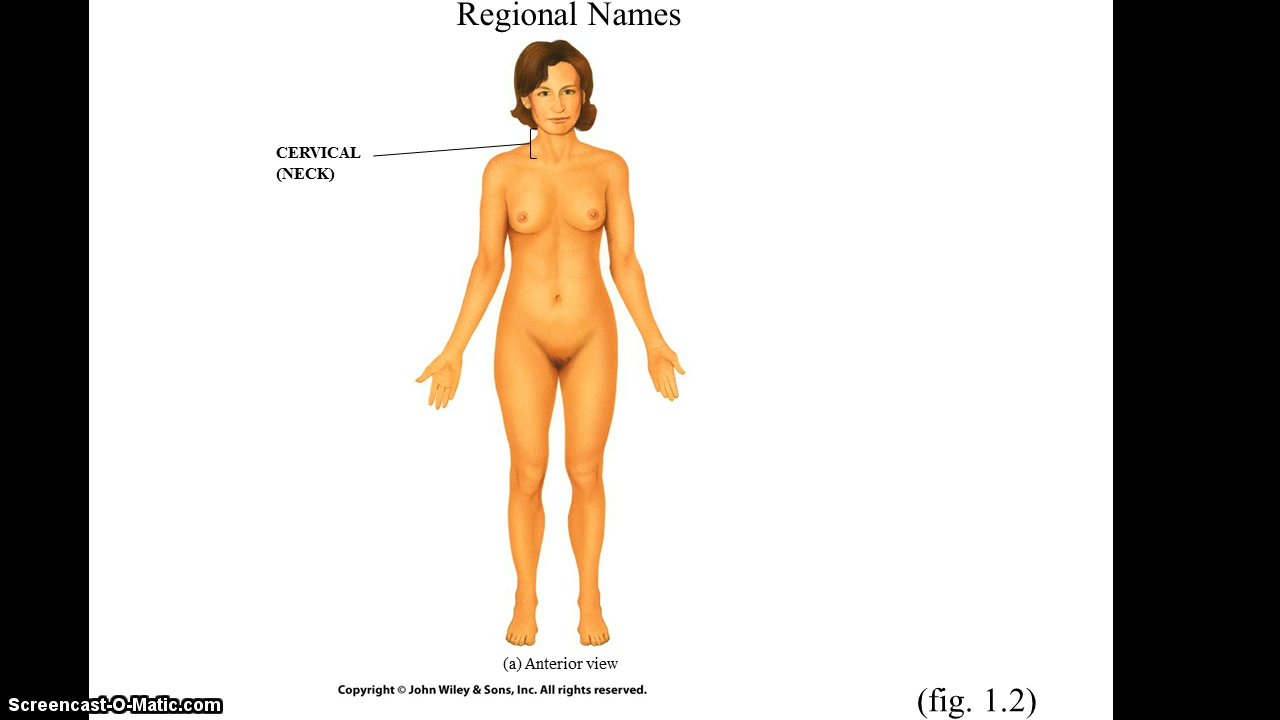 Regional Names
CERVICAL
(NECK)
(a) Anterior view
Copyright © John Wiley & Sons, Inc. All rights reserved.
(fig. 1.2)
Screencast-O-Matic.com